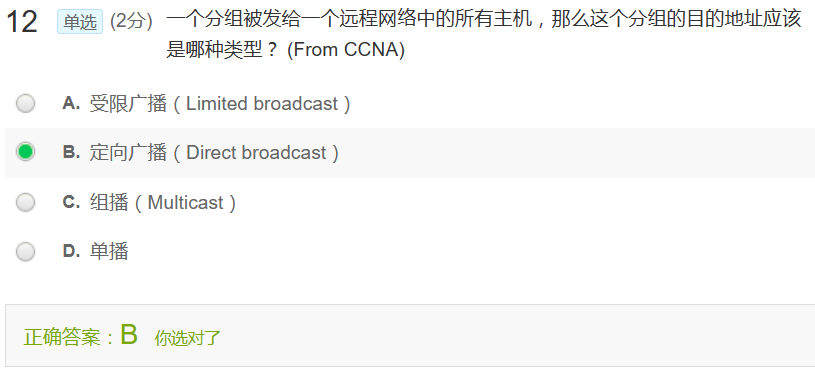 12 单选 (2分) 一个分组被发给一个远程网络中的所有主机，那么这个分组的目的地址应该
是哪种类型？ (From CCNA)
A. 受限广播（Limited broadcast）
B. 定向广播（Direct broadcast）
C. 组播（Multicast）
D. 单播
正确答案：B 你选对了